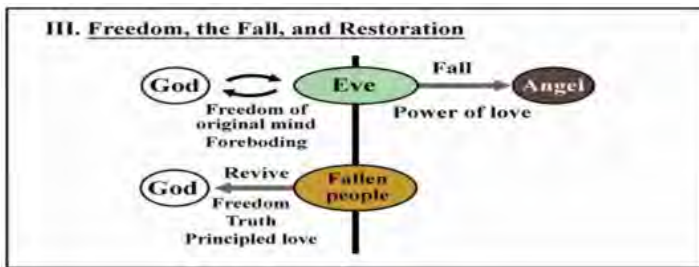 III. Freedom, the Fall, and Restoration
God
Eve
Fall
Angel
Freedom of
original mind
Foreboding
Power of love
God
Revive
Fallen
people
Freedom
Truth
Principled love